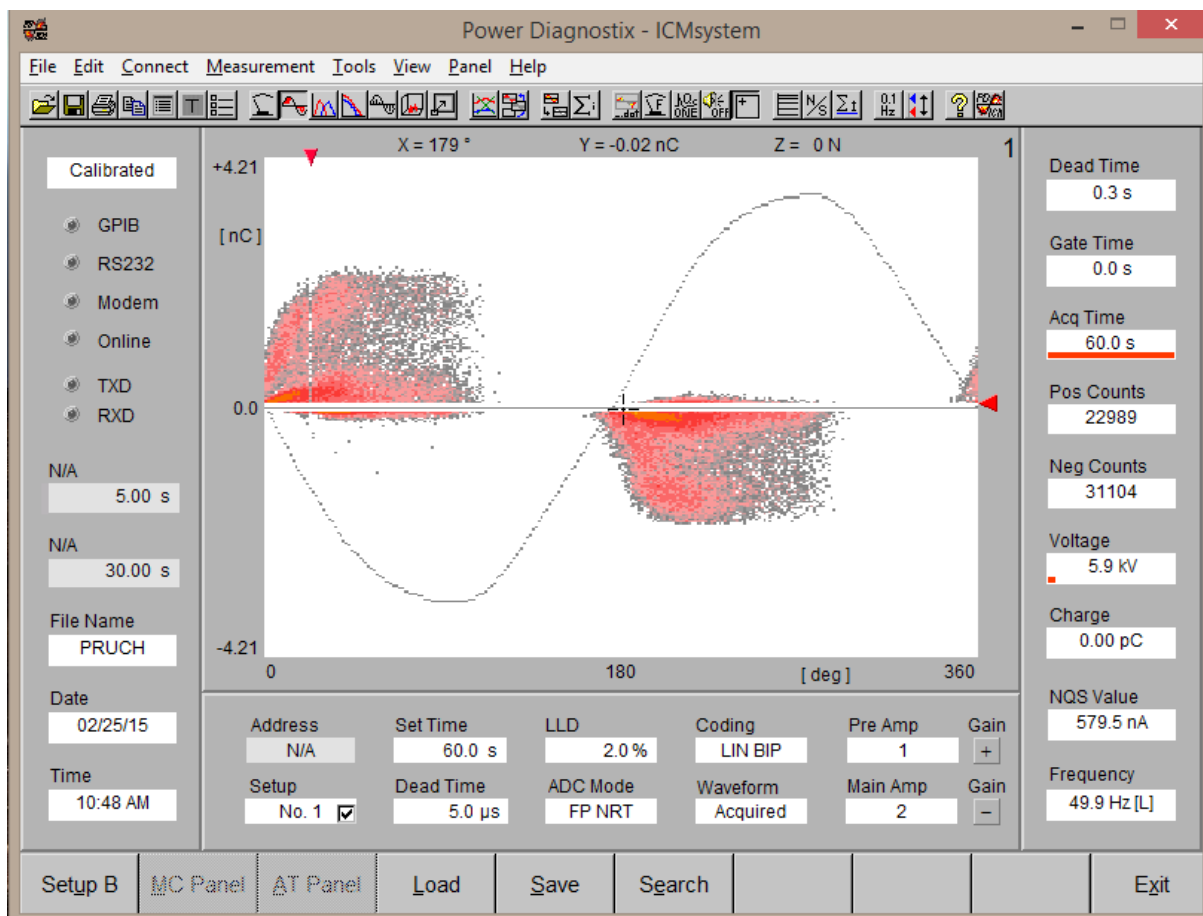 Power Diagnostix - ICMsystem
File Edit Connect Measurement Tools View Panel Help
X = 179 ° Y = -0.02 nC Z = 0 N 1
Calibrated
GPIB
RS232
Modem
Online
TXD
RXD
N/A
5.00 s
N/A
30.00 s
File Name
PRUCH
Date
02/25/15
Time
10:48 AM
+4.21
[nC]
0.0
-4.21
0 180 [deg] 360
Address
N/A
Set Time
60.0 s
LLD
2.0 %
Coding
LIN BIP
Pre Amp
1
Gain
+
Setup
No. 1
Dead Time
5.0 µs
ADC Mode
FP NRT
Waveform
Acquired
Main Amp
2
Gain
−
Dead Time
0.3 s
Gate Time
0.0 s
Acq Time
60.0 s
Pos Counts
22989
Neg Counts
31104
Voltage
5.9 kV
Charge
0.00 pC
NQS Value
579.5 nA
Frequency
49.9 Hz [L]
Setup B MC Panel AT Panel Load Save Search Exit